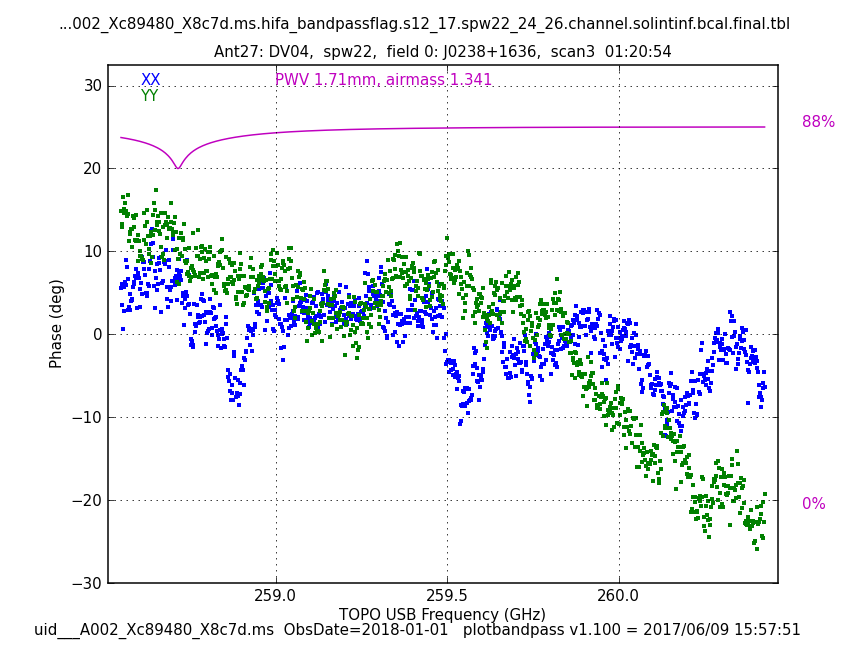 ...002_Xc89480_X8c7d.ms.hifa_bandpassflag.s12_17.spw22_24_26.channel.solintinf.bcal.final.tbl
Ant27: DV04, spw22, field 0: J0238+1636, scan3 01:20:54
XX
PWV 1.71mm, airmass 1.341
YY
88%
0%
30
20
10
0
−10
−20
−30
Phase (deg)
259.0 259.5 260.0
TOPO USB Frequency (GHz)
uid___A002_Xc89480_X8c7d.ms ObsDate=2018-01-01 plotbandpass v1.100 = 2017/06/09 15:57:51